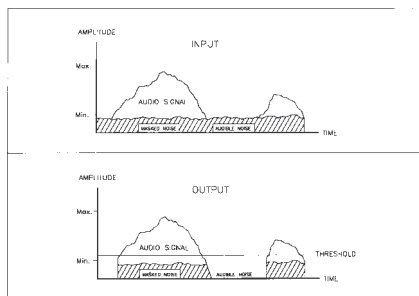 AMPLITUDE
INPUT
Max.
AUDIO SIGNAL
Min.
MASKED NOISE
AUDIBLE NOISE
TIME
AMPLITUDE
OUTPUT
Max.
AUDIO SIGNAL
THRESHOLD
Min.
MASKED NOISE
AUDIBLE NOISE
TIME